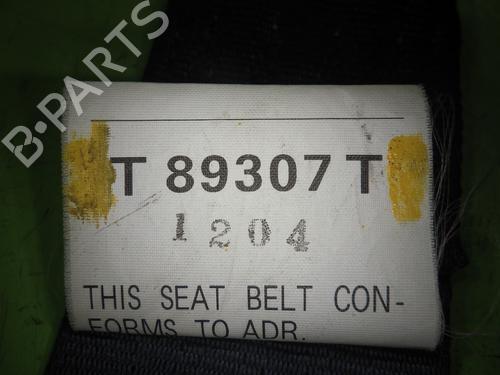 B-PARTS
T 89307 T
1204
THIS SEAT BELT CON-
FORMS TO ADR.